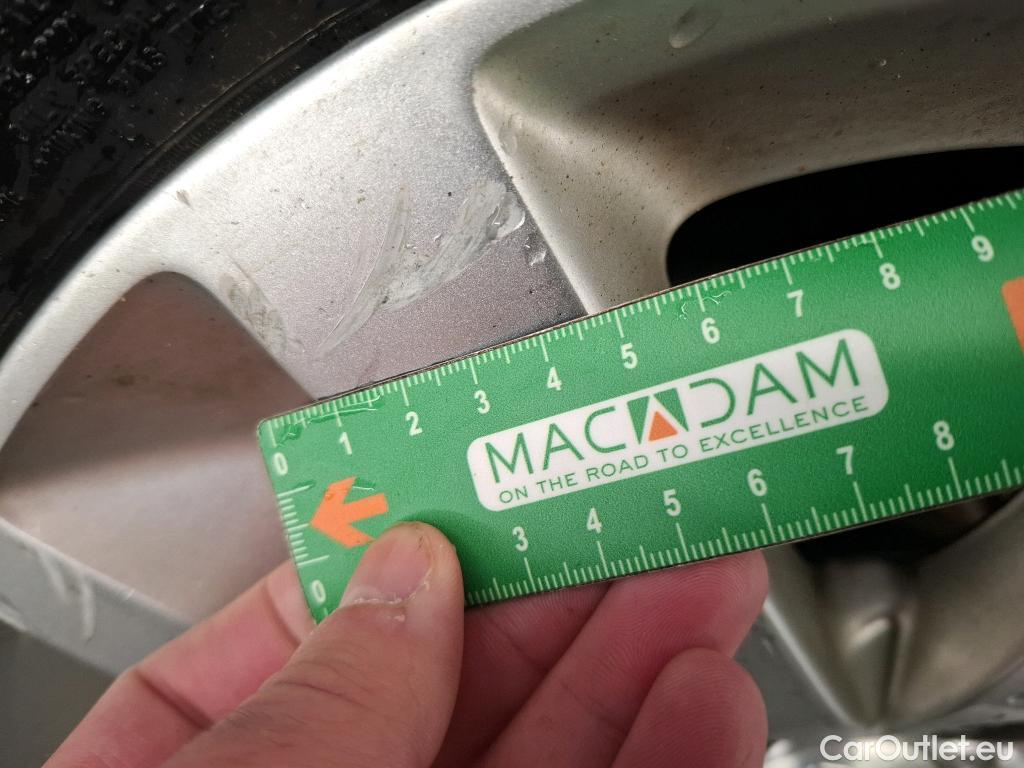 0 1 2 3 4 5 6 7 8 9
MACADAM
ON THE ROAD TO EXCELLENCE
0 3 4 5 6 7 8
CarOutlet.eu